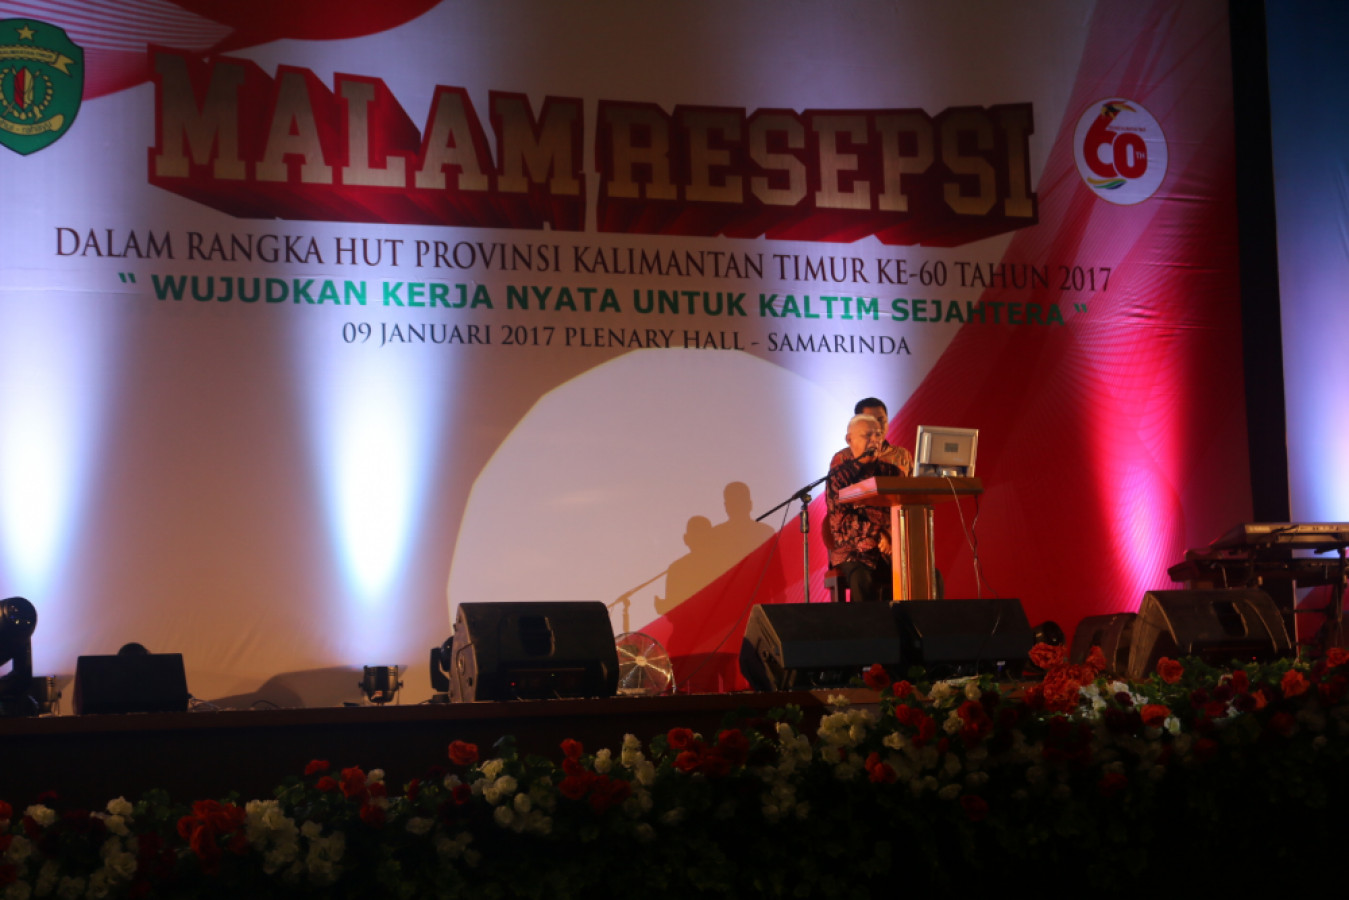 MALAM RESEPSI
60TH
DALAM RANGKA HUT PROVINSI KALIMANTAN TIMUR KE-60 TAHUN 2017
“ WUJUDKAN KERJA NYATA UNTUK KALTIM SEJAHTERA “
09 JANUARI 2017 PLENARY HALL - SAMARINDA